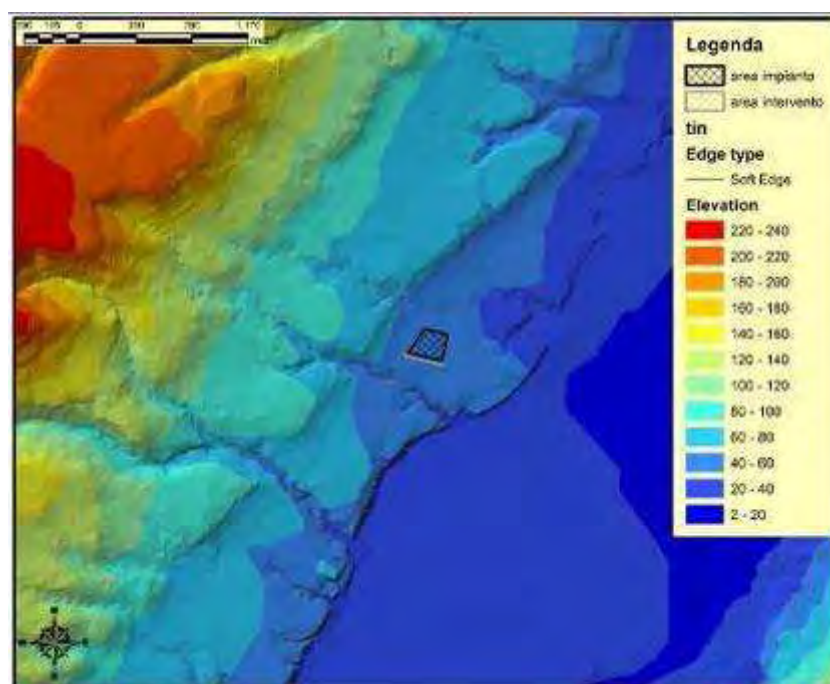 Legenda
area impianto
area intervento
tin
Edge type
Soft Edge
Elevation
220 - 240
200 - 220
180 - 200
160 - 180
140 - 160
120 - 140
100 - 120
80 - 100
60 - 80
40 - 60
20 - 40
2 - 20